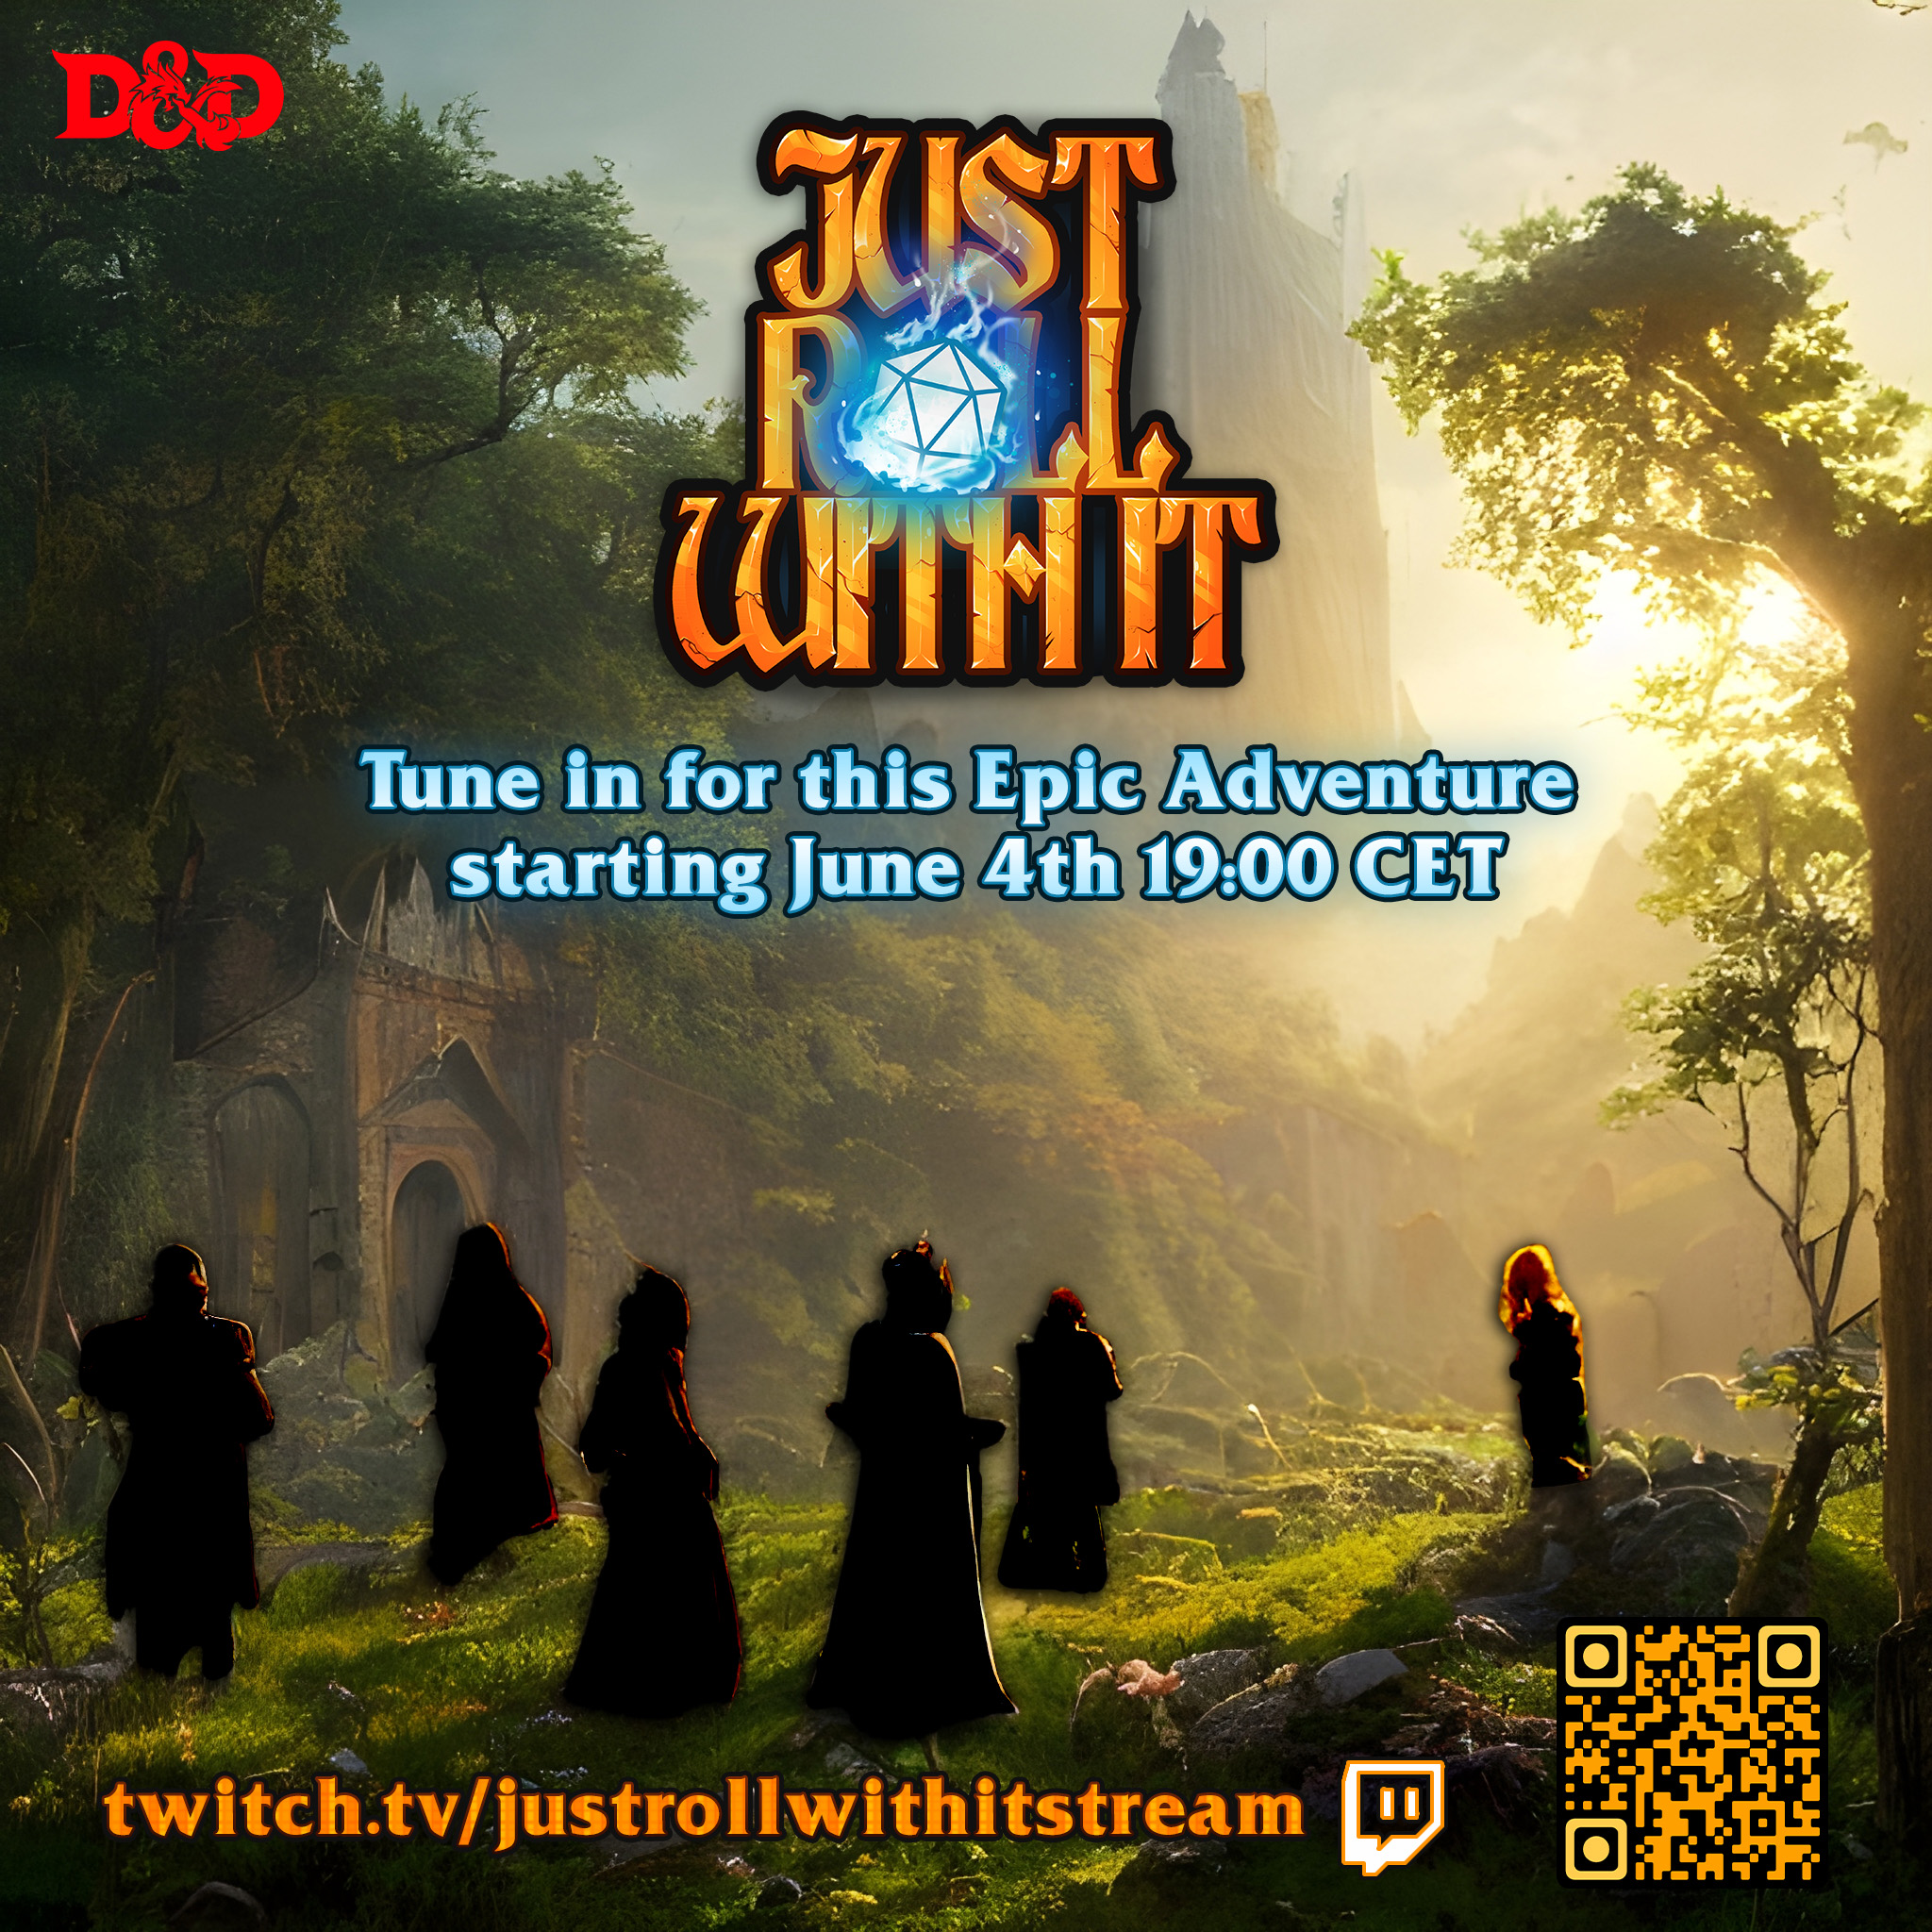 D&D
JUST
ROLL
WITH IT
Tune in for this Epic Adventure
starting June 4th 19:00 CET
twitch.tv/justrollwithitstream